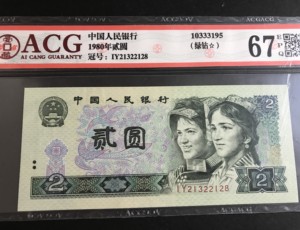 ACG
AI CANG GUARANTY
中国人民银行
1980年贰圆
冠号: IY21322128
10333195
(绿钻☆)
67 EPQ
中国人民银行
贰圆
IY21322128
2
2